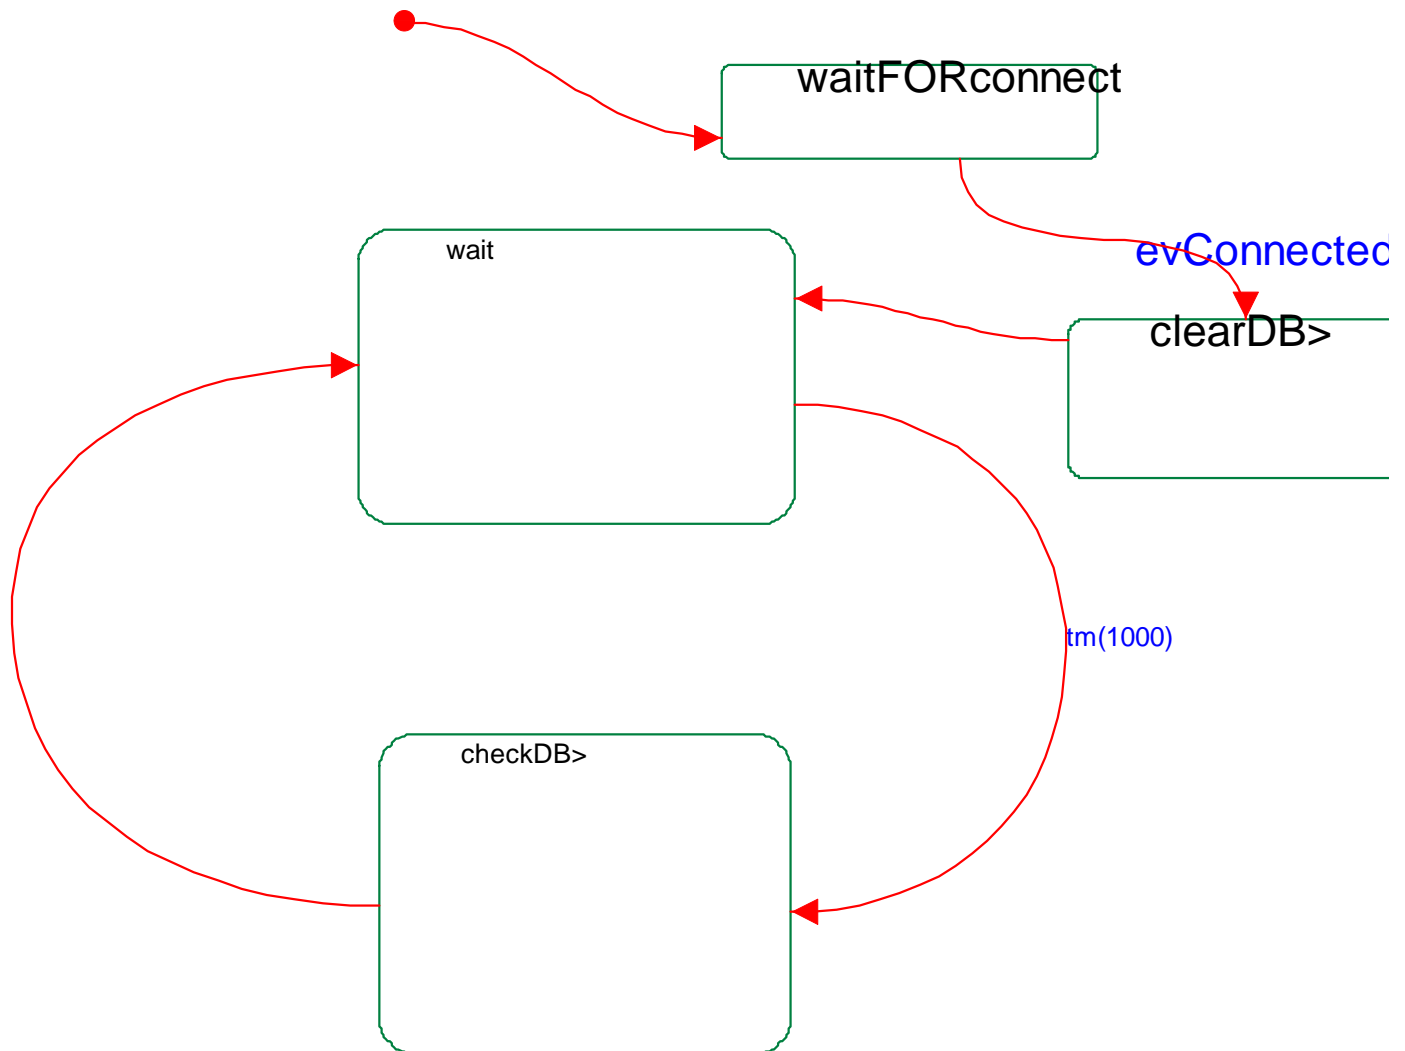 waitFORconnect
wait
evConnected
clearDB>
tm(1000)
checkDB>